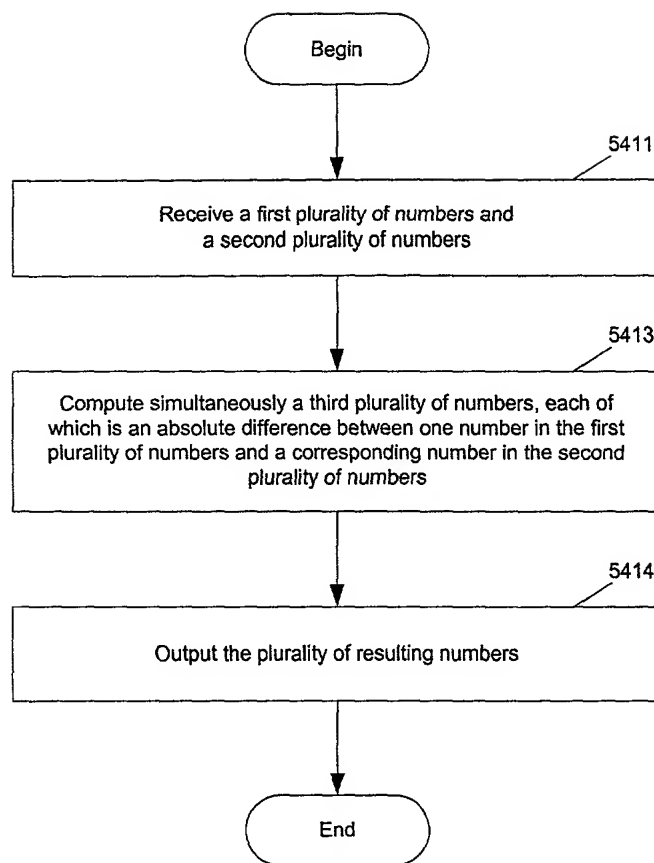 Begin
5411
Receive a first plurality of numbers and
a second plurality of numbers
5413
Compute simultaneously a third plurality of numbers, each of
which is an absolute difference between one number in the first
plurality of numbers and a corresponding number in the second
plurality of numbers
5414
Output the plurality of resulting numbers
End